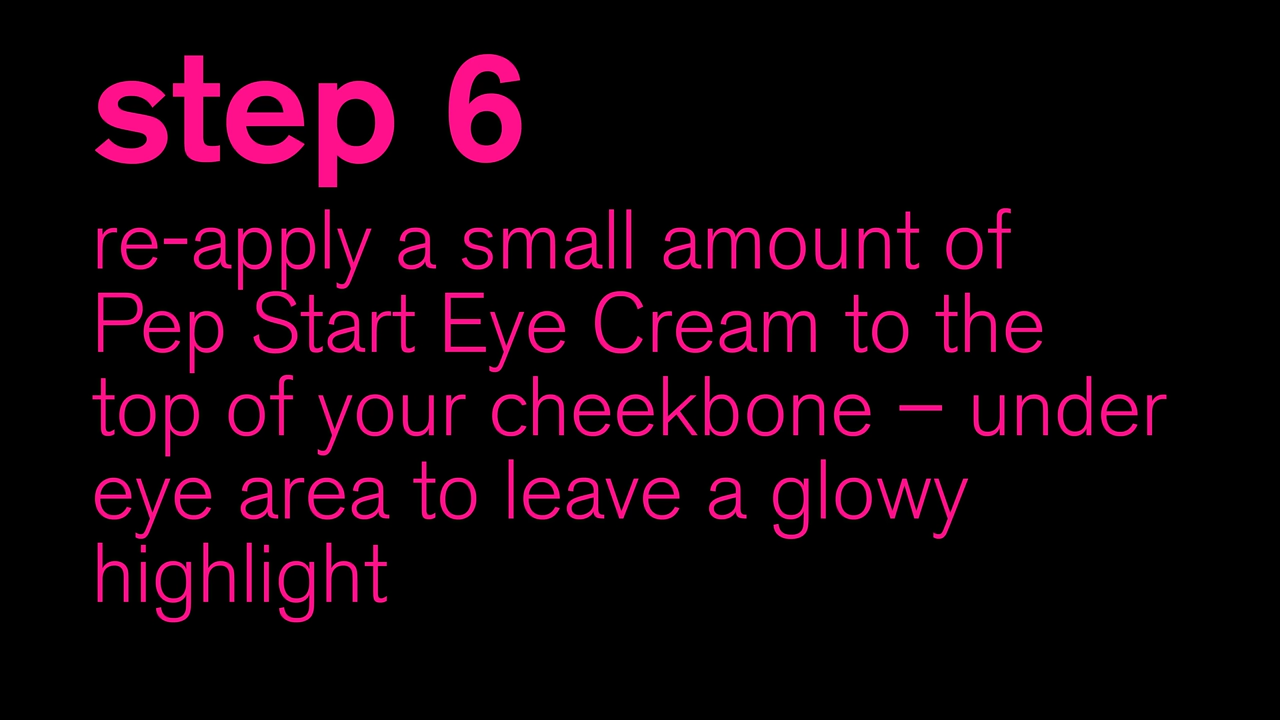 step 6
re-apply a small amount of
Pep Start Eye Cream to the
top of your cheekbone – under
eye area to leave a glowy
highlight